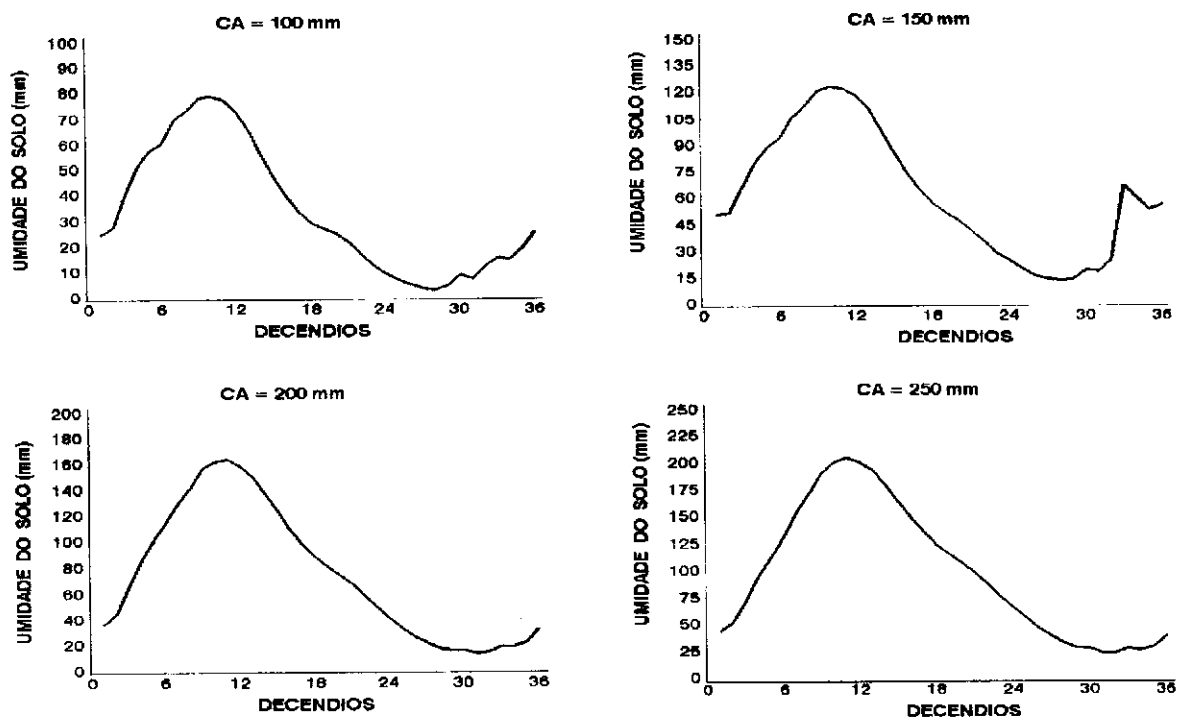 CA = 100 mm
UMIDADE DO SOLO (mm)
100
90
80
70
60
50
40
30
20
10
0
0 6 12 18 24 30 36
DECENDIOS
CA = 150 mm
UMIDADE DO SOLO (mm)
150
135
120
105
90
75
60
45
30
15
0
0 6 12 18 24 30 36
DECENDIOS
CA = 200 mm
UMIDADE DO SOLO (mm)
200
180
160
140
120
100
80
60
40
20
0
0 6 12 18 24 30 36
DECENDIOS
CA = 250 mm
UMIDADE DO SOLO (mm)
250
225
200
175
150
125
100
75
50
25
0
0 6 12 18 24 30 36
DECENDIOS